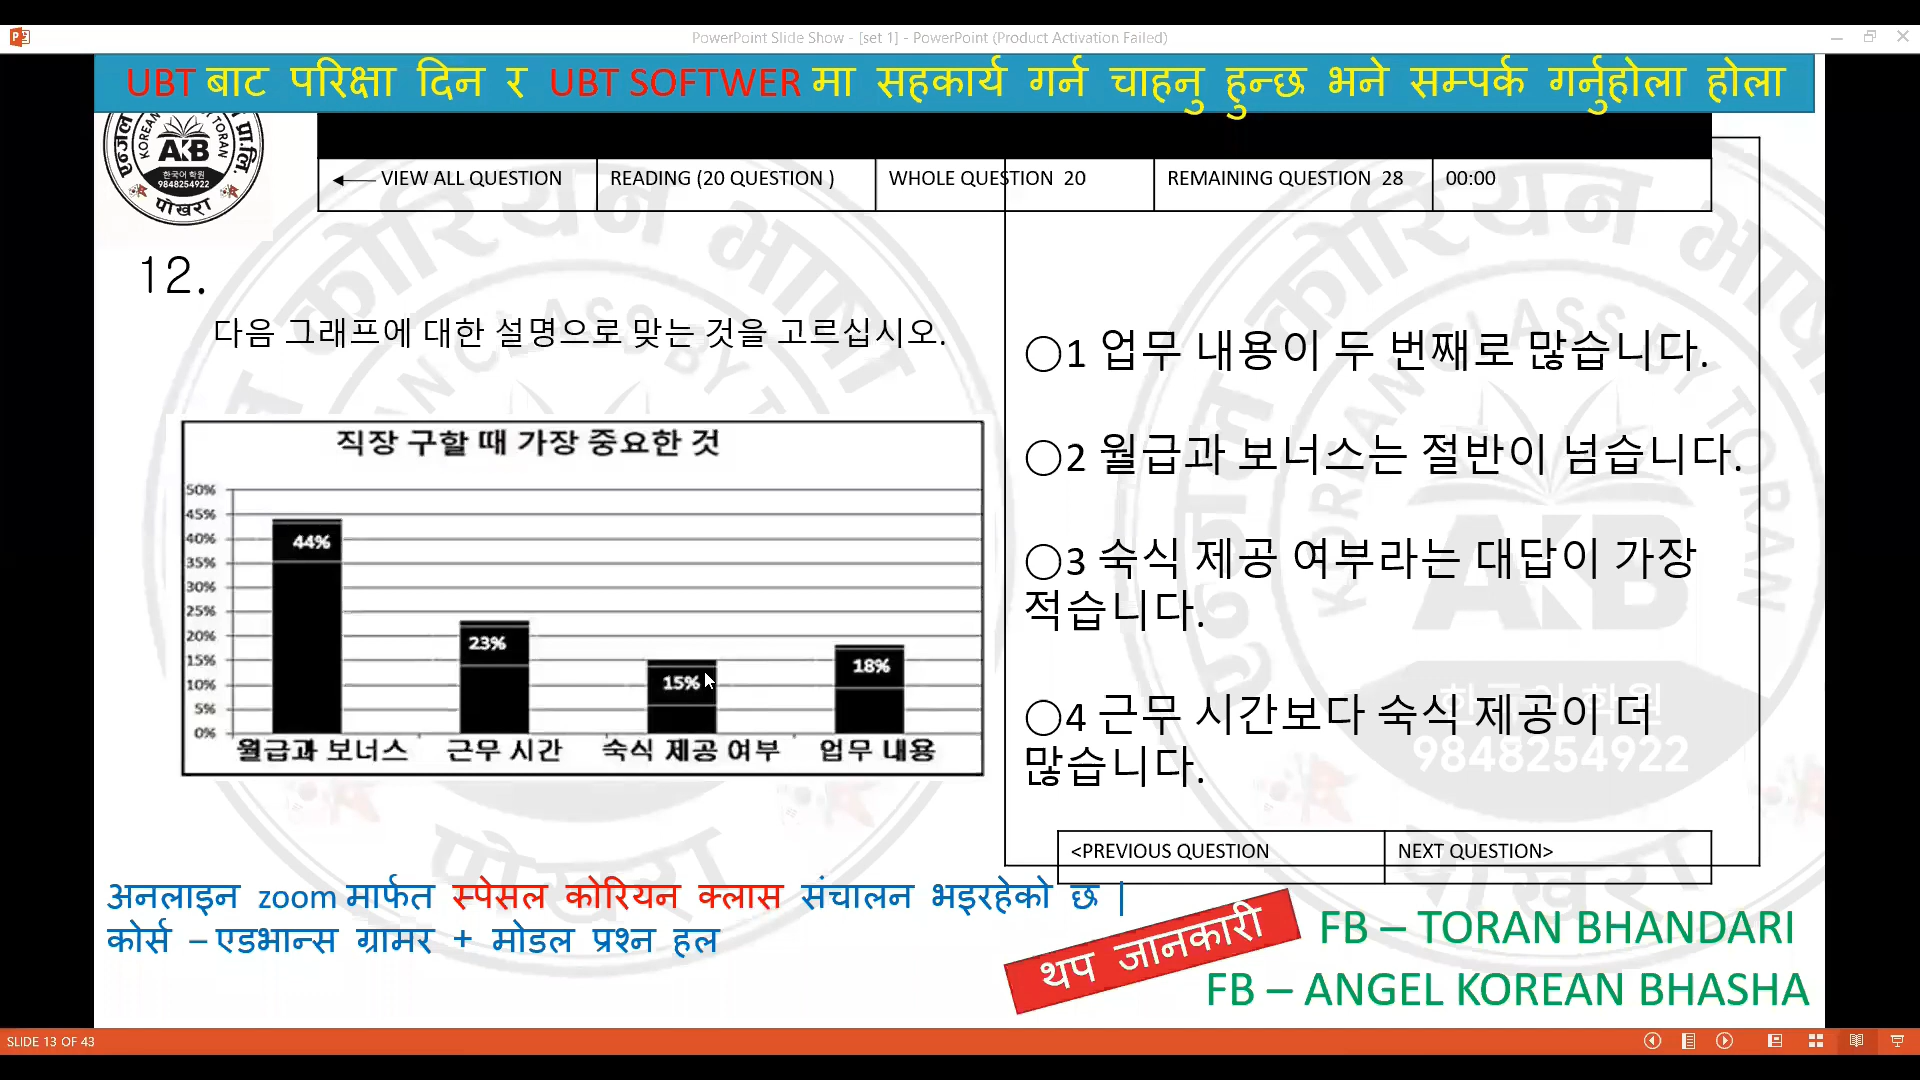 PowerPoint Slide Show - [set 1] - PowerPoint (Product Activation Failed)
UBT बाट परिक्षा दिन र UBT SOFTWER मा सहकार्य गर्न चाहनु हुन्छ भने सम्पर्क गर्नुहोला होला
KOREAN
TORAN
AKB
한국어 학원
9848254922
पोखरा
VIEW ALL QUESTION
READING (20 QUESTION )
WHOLE QUESTION 20
REMAINING QUESTION 28
00:00
12.
다음 그래프에 대한 설명으로 맞는 것을 고르십시오.
직장 구할 때 가장 중요한 것
50%
45%
40%
35%
30%
25%
20%
15%
10%
5%
0%
44%
23%
15%
18%
월급과 보너스
근무 시간
숙식 제공 여부
업무 내용
○1 업무 내용이 두 번째로 많습니다.
○2 월급과 보너스는 절반이 넘습니다.
○3 숙식 제공 여부라는 대답이 가장
적습니다.
○4 근무 시간보다 숙식 제공이 더
많습니다.
<PREVIOUS QUESTION
NEXT QUESTION>
अनलाइन zoom मार्फत स्पेसल कोरियन क्लास संचालन भइरहेको छ |
कोर्स – एडभान्स ग्रामर + मोडल प्रश्न हल
थप जानकारी
FB – TORAN BHANDARI
FB – ANGEL KOREAN BHASHA
SLIDE 13 OF 43